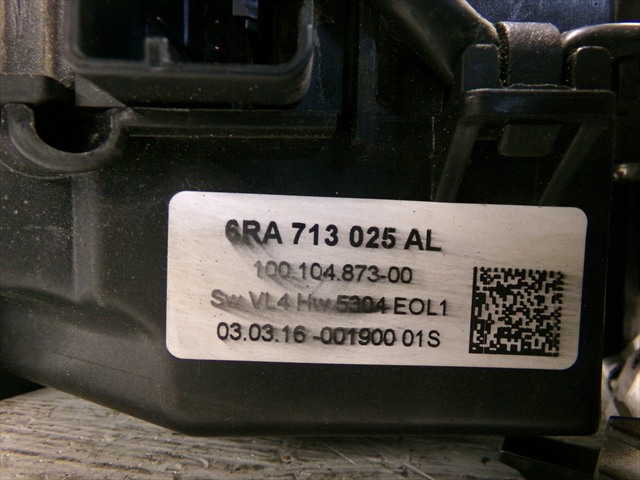 6RA 713 025 AL
100.104.873-00
Sw VL4 Hw 5304 EOL1
03.03.16 -001900 01S